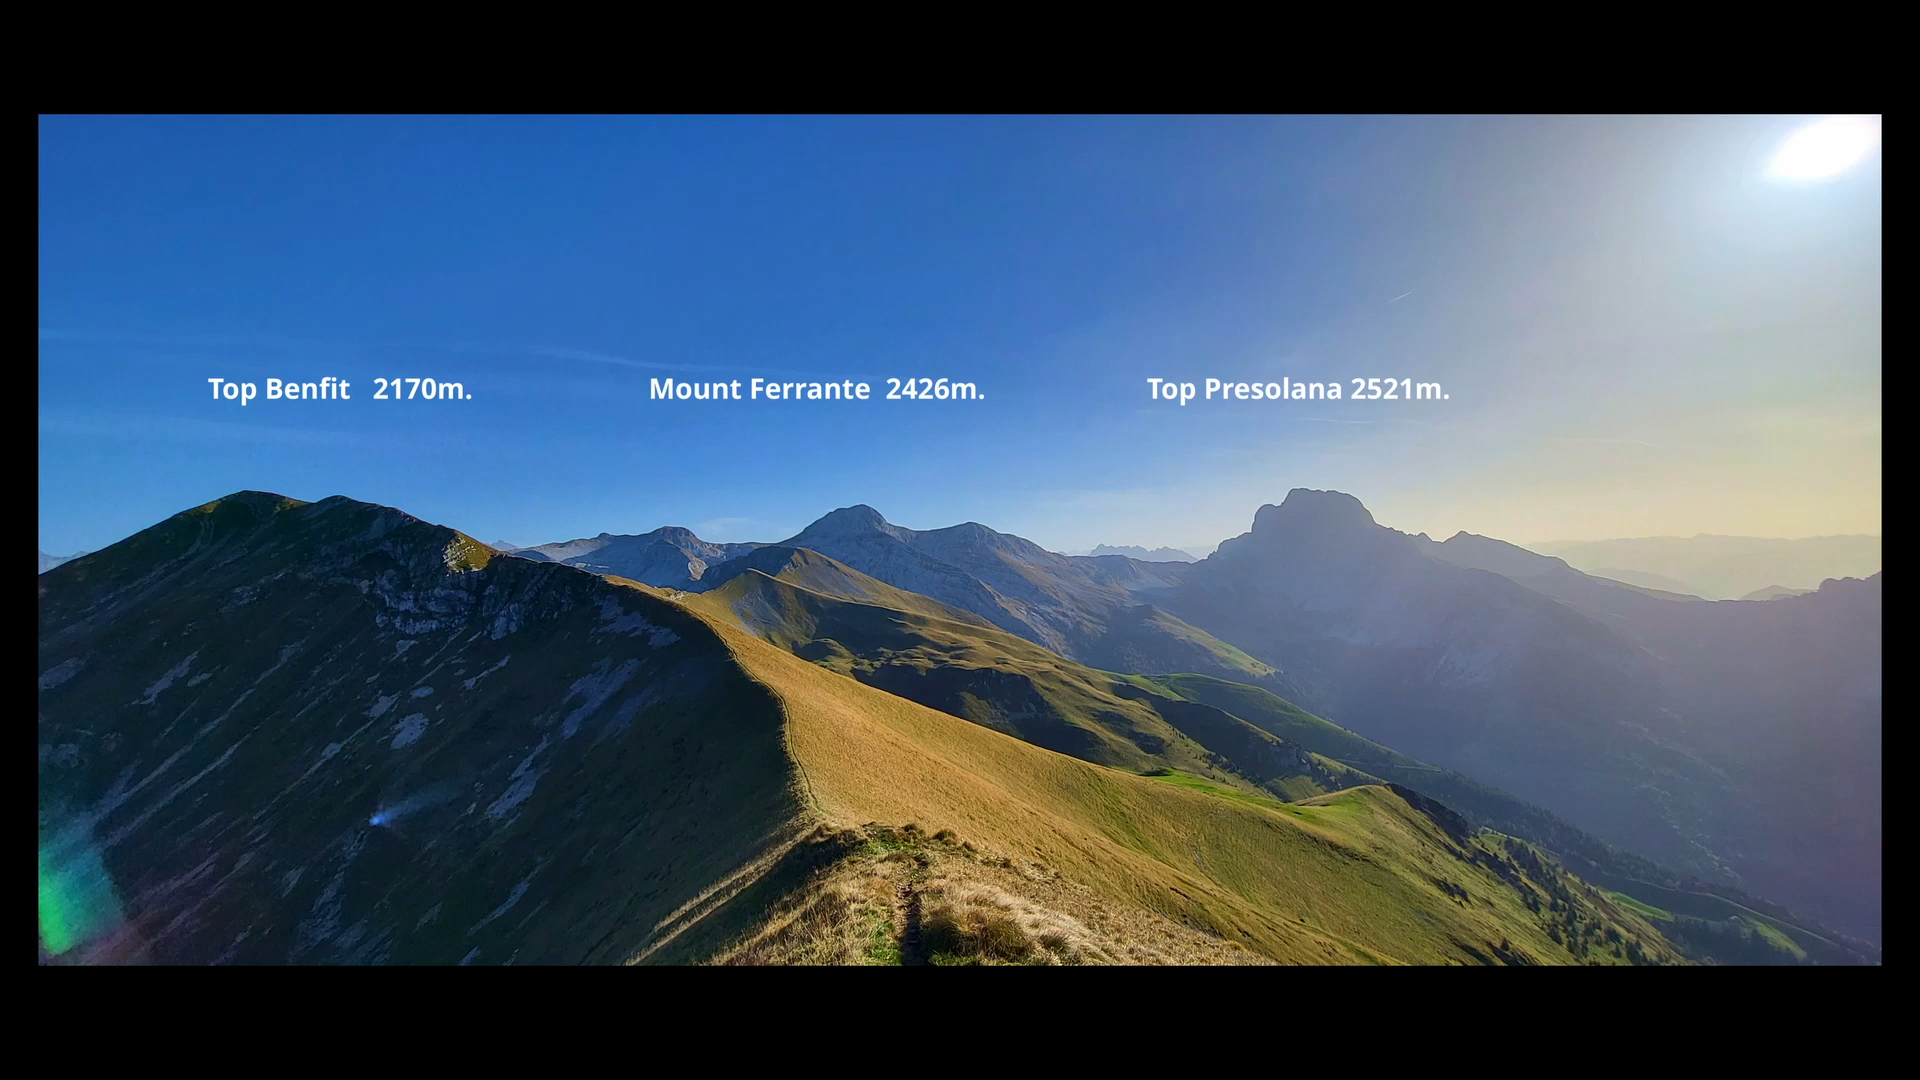 Top Benfit 2170m.
Mount Ferrante 2426m.
Top Presolana 2521m.